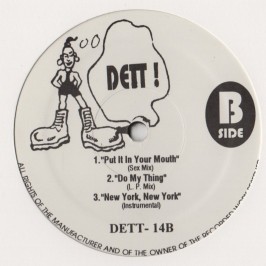 DETT !
B
SIDE
1."Put It In Your Mouth"
(Sex Mix)
2."Do My Thing"
(L. P. Mix)
3."New York, New York"
(Instrumental)
DETT- 14B
ALL RIGHTS OF THE MANUFACTURER AND OF THE OWNER OF THE RECORDED WORK